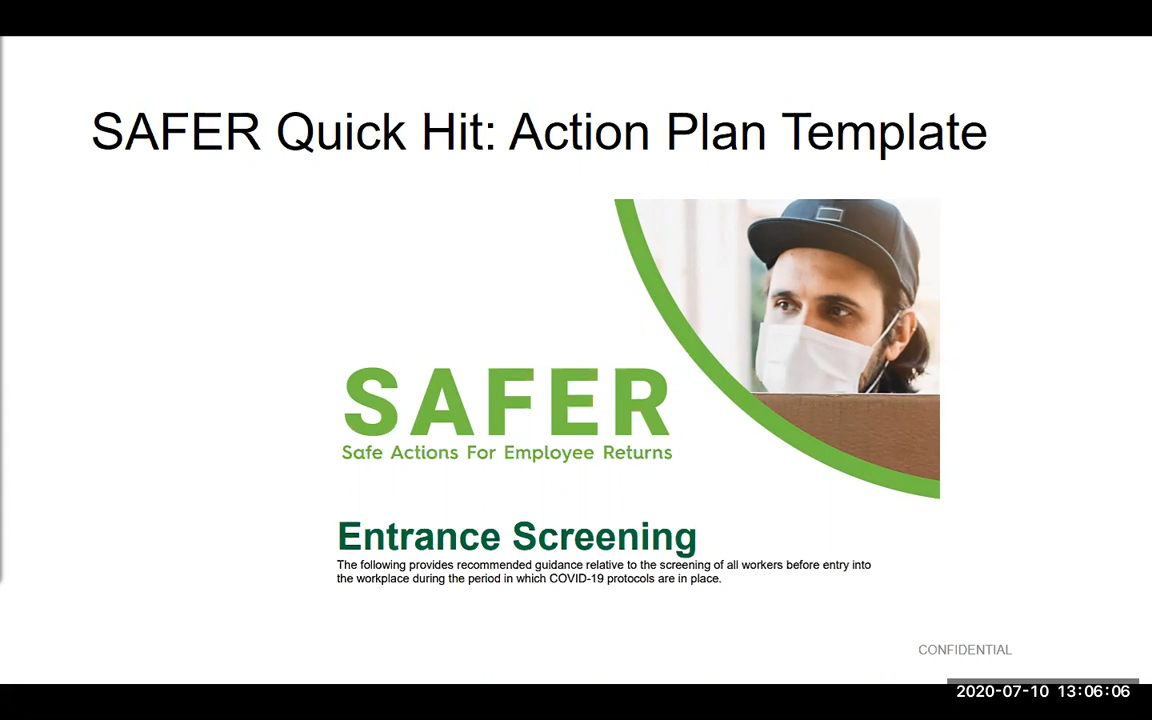 SAFER Quick Hit: Action Plan Template
SAFER
Safe Actions For Employee Returns
Entrance Screening
The following provides recommended guidance relative to the screening of all workers before entry into
the workplace during the period in which COVID-19 protocols are in place.
CONFIDENTIAL
2020-07-10 13:06:06